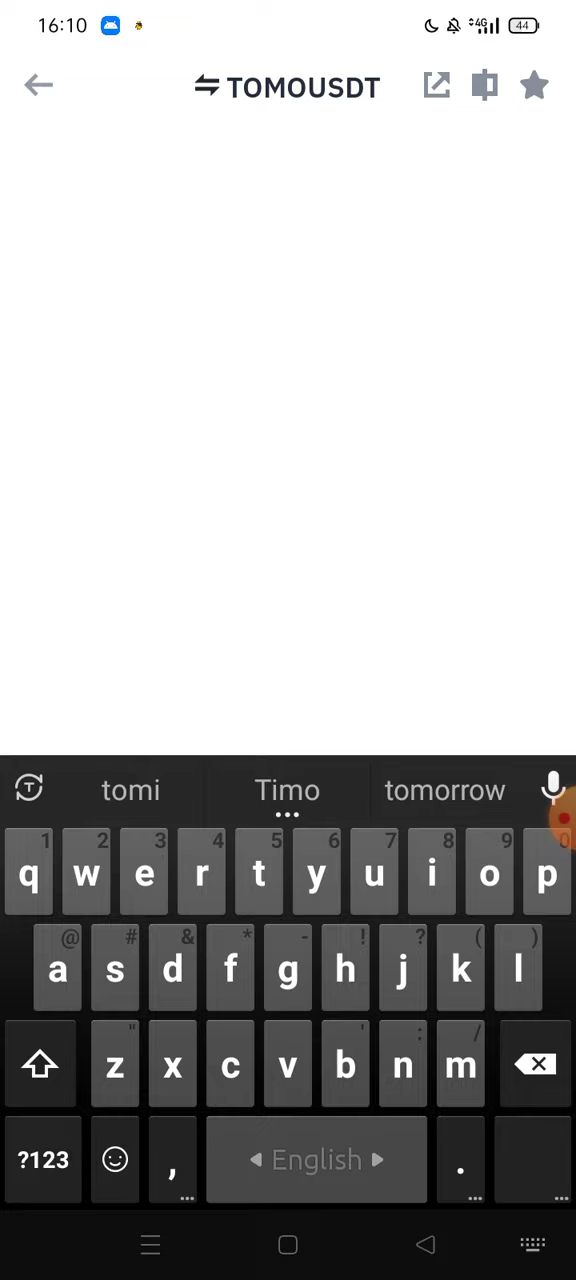 16:10 4G 44
TOMOUSDT
tomi Timo tomorrow
1 2 3 4 5 6 7 8 9 0
q w e r t y u i o p
@ # & * - ! ? ( )
a s d f g h j k l
" ' : /
z x c v b n m
?123 , English .